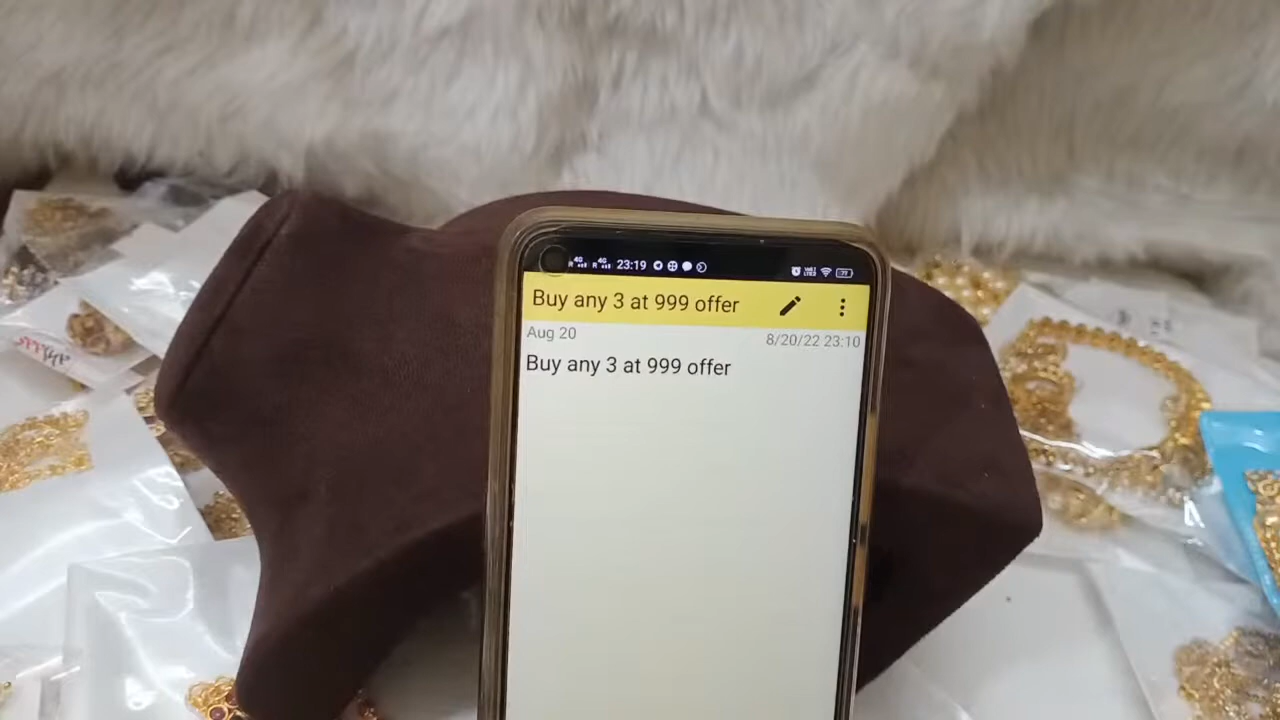 23:19
Buy any 3 at 999 offer
Aug 20
8/20/22 23:10
Buy any 3 at 999 offer